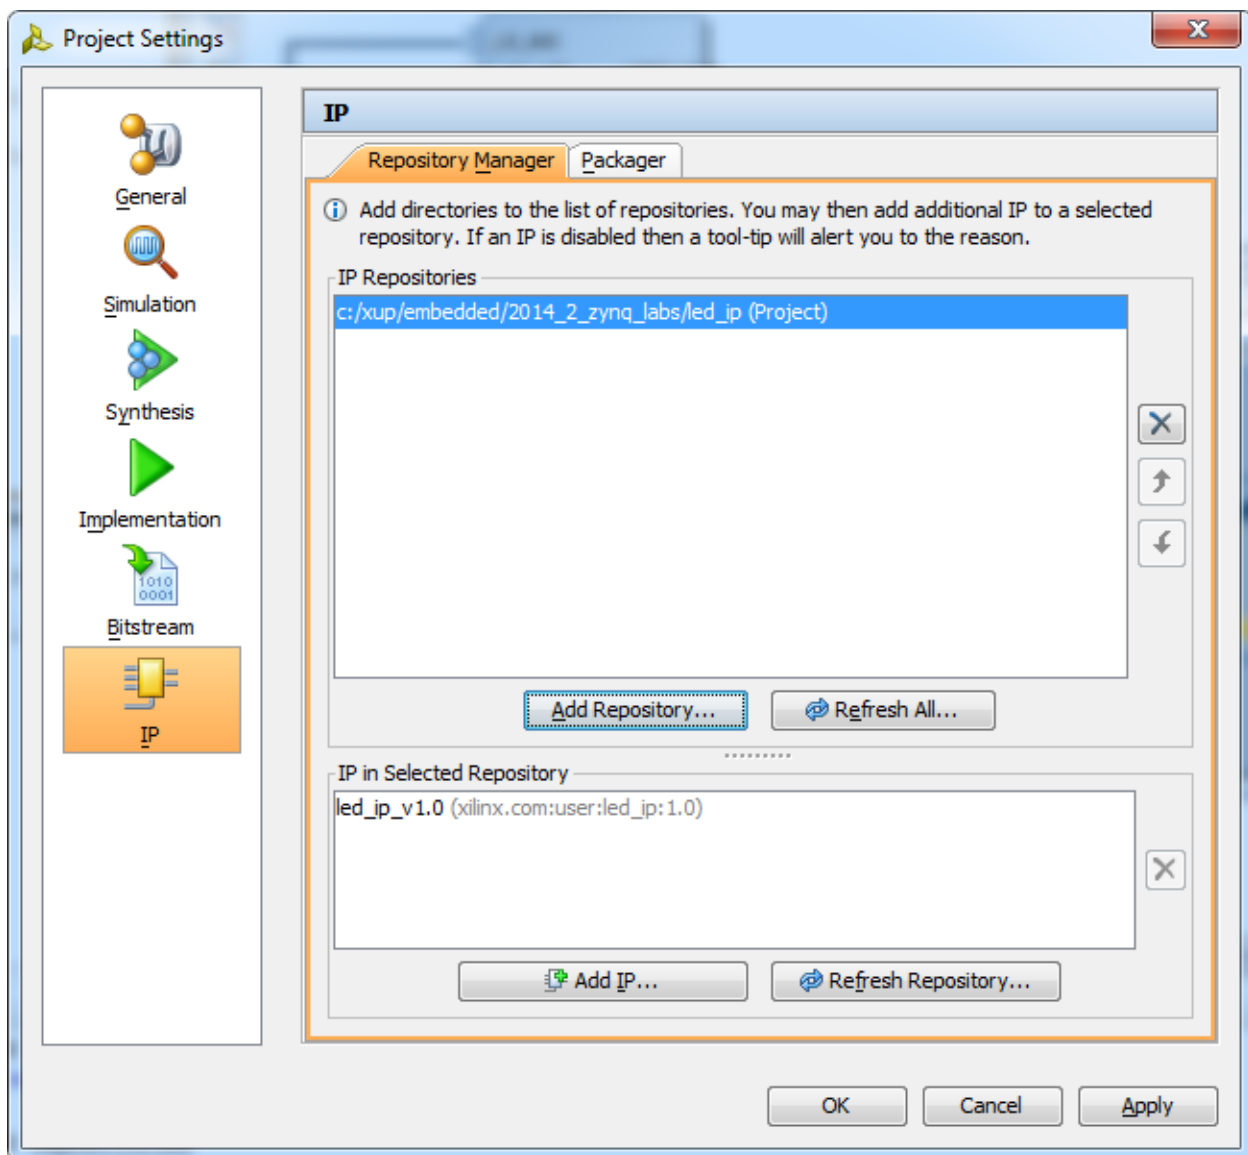 Project Settings
IP
Repository Manager
Packager
General
Simulation
Synthesis
Implementation
1010
0001
Bitstream
IP
Add directories to the list of repositories. You may then add additional IP to a selected
repository. If an IP is disabled then a tool-tip will alert you to the reason.
IP Repositories
c:/xup/embedded/2014_2_zynq_labs/led_ip (Project)
Add Repository...
Refresh All...
IP in Selected Repository
led_ip_v1.0 (xilinx.com:user:led_ip:1.0)
Add IP...
Refresh Repository...
OK
Cancel
Apply